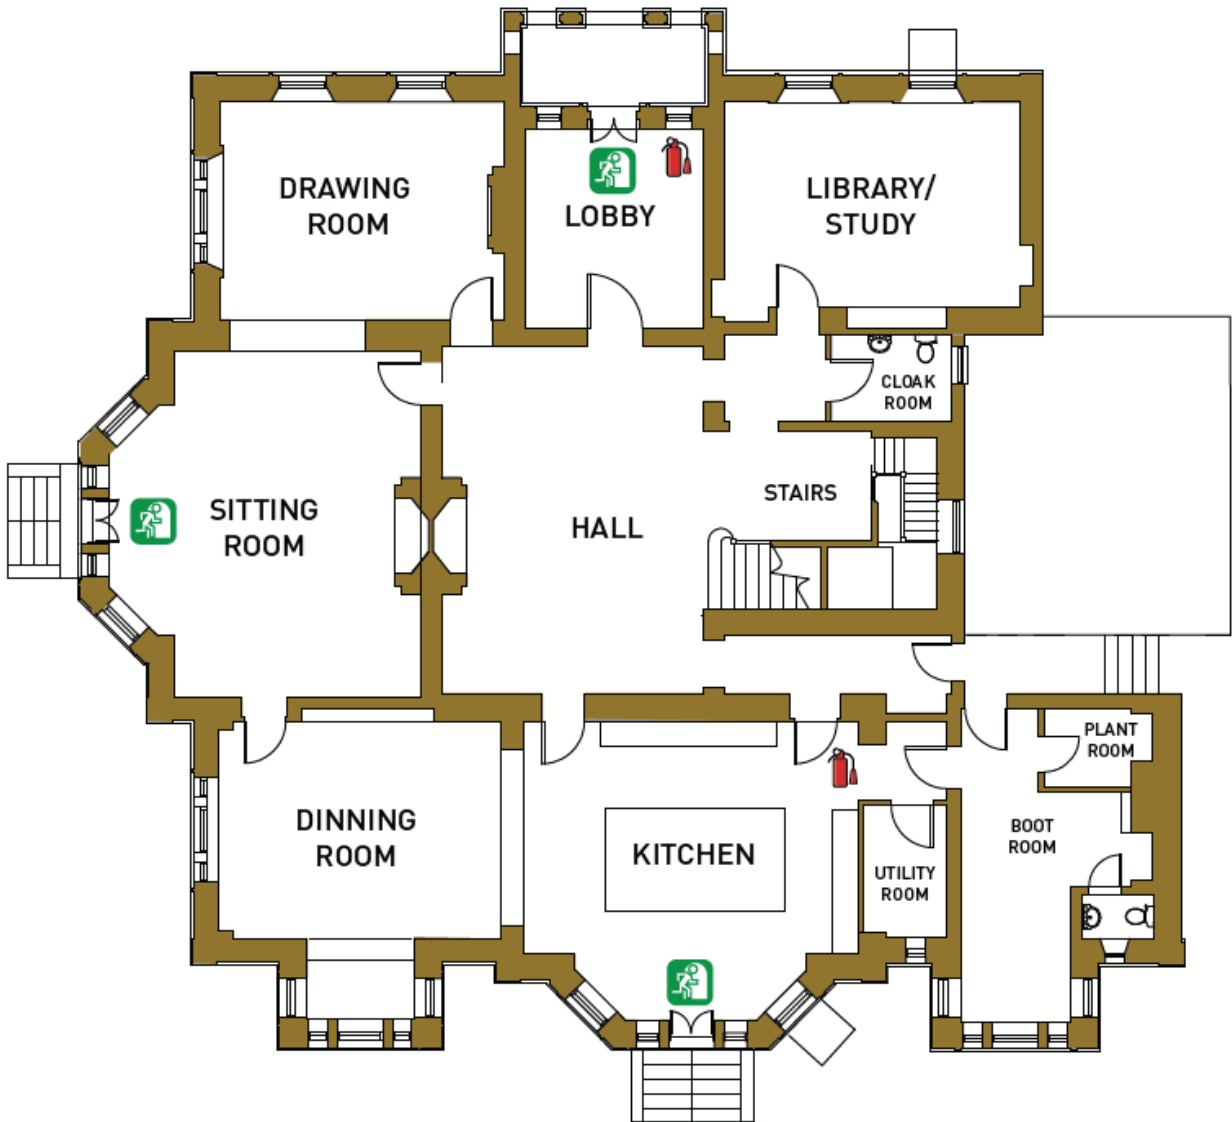 DRAWING
ROOM
LOBBY
LIBRARY/
STUDY
CLOAK
ROOM
SITTING
ROOM
HALL
STAIRS
DINNING
ROOM
KITCHEN
UTILITY
ROOM
BOOT
ROOM
PLANT
ROOM